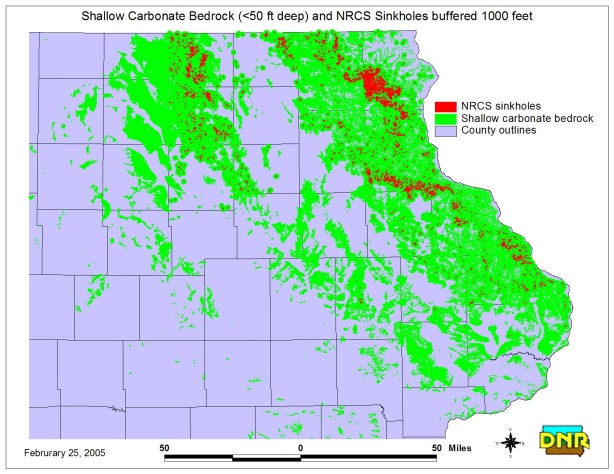 Shallow Carbonate Bedrock (<50 ft deep) and NRCS Sinkholes buffered 1000 feet
NRCS sinkholes
Shallow carbonate bedrock
County outlines
Februrary 25, 2005
50 0 50 Miles
DNR